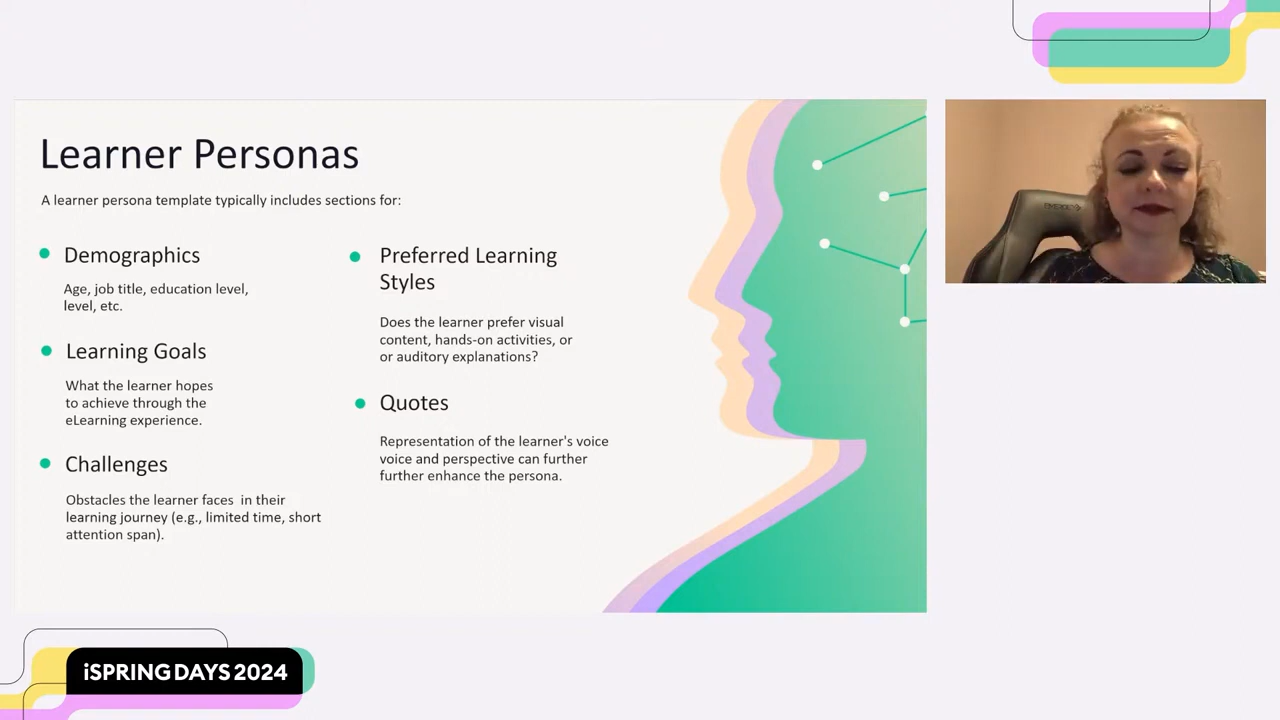 Learner Personas
A learner persona template typically includes sections for:
Demographics
Age, job title, education level,
level, etc.
Learning Goals
What the learner hopes
to achieve through the
eLearning experience.
Challenges
Obstacles the learner faces in their
learning journey (e.g., limited time, short
attention span).
Preferred Learning
Styles
Does the learner prefer visual
content, hands-on activities, or
or auditory explanations?
Quotes
Representation of the learner's voice
voice and perspective can further
further enhance the persona.
iSPRING DAYS 2024